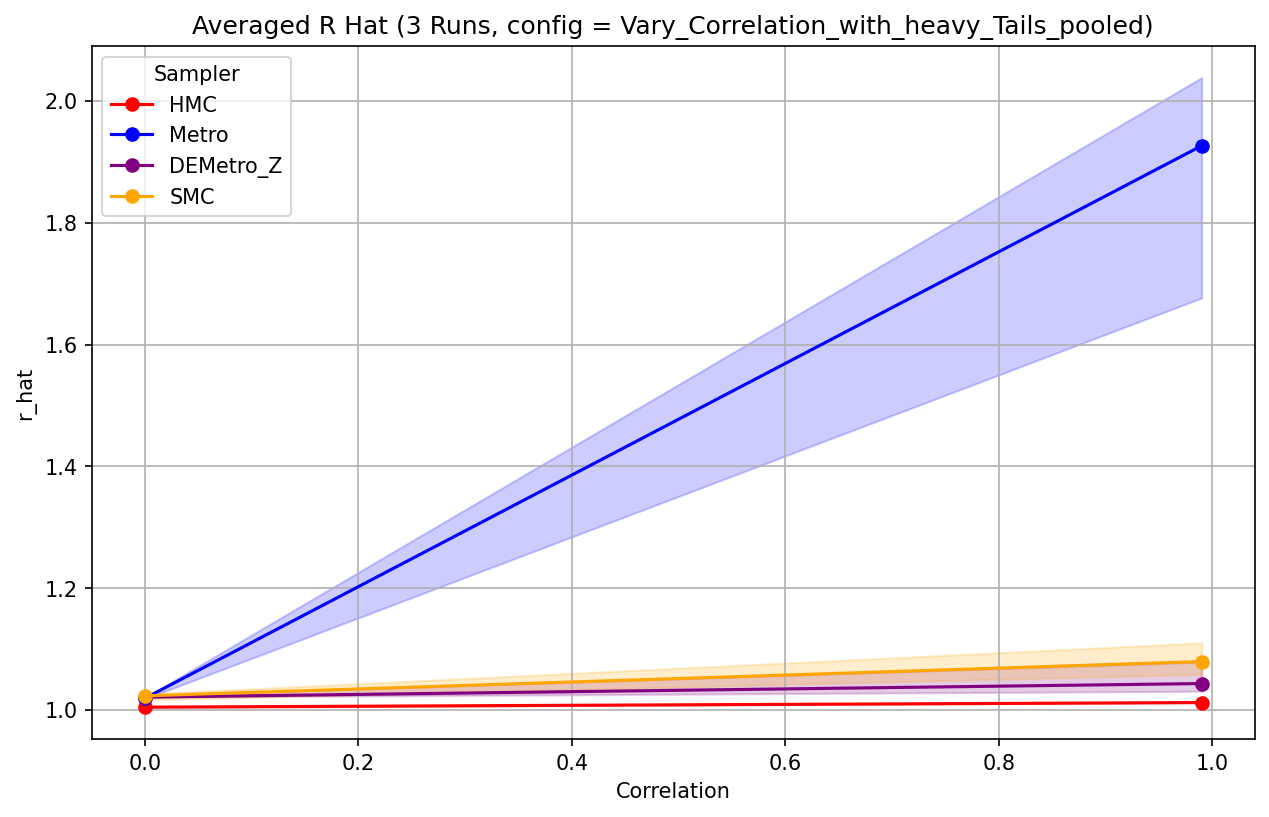 Averaged R Hat (3 Runs, config = Vary_Correlation_with_heavy_Tails_pooled)
Sampler
HMC
Metro
DEMetro_Z
SMC
r_hat
2.0
1.8
1.6
1.4
1.2
1.0
0.0 0.2 0.4 0.6 0.8 1.0
Correlation